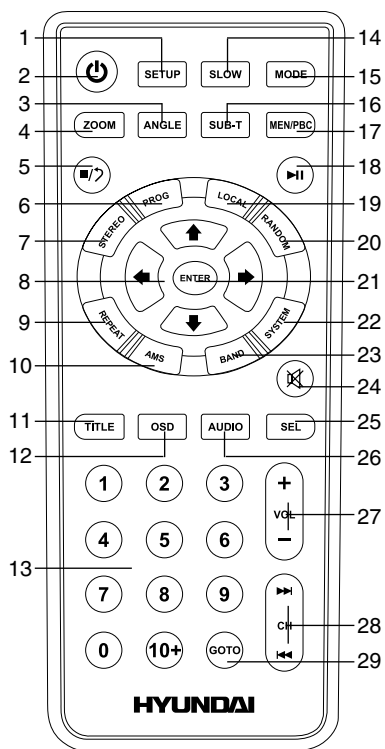 1 14
SETUP SLOW MODE
2 15
3 16
ZOOM ANGLE SUB-T MEN/PBC
4 17
5 18
6 PROG LOCAL 19
7 STEREO RANDOM 20
8 ENTER 21
9 REPEAT SYSTEM 22
10 AMS BAND 23
24
11 TITLE OSD AUDIO SEL 25
12 26
1 2 3 +
VOL 27
4 5 6 −
13
7 8 9
CH 28
0 10+ GOTO
29
HYUNDAI